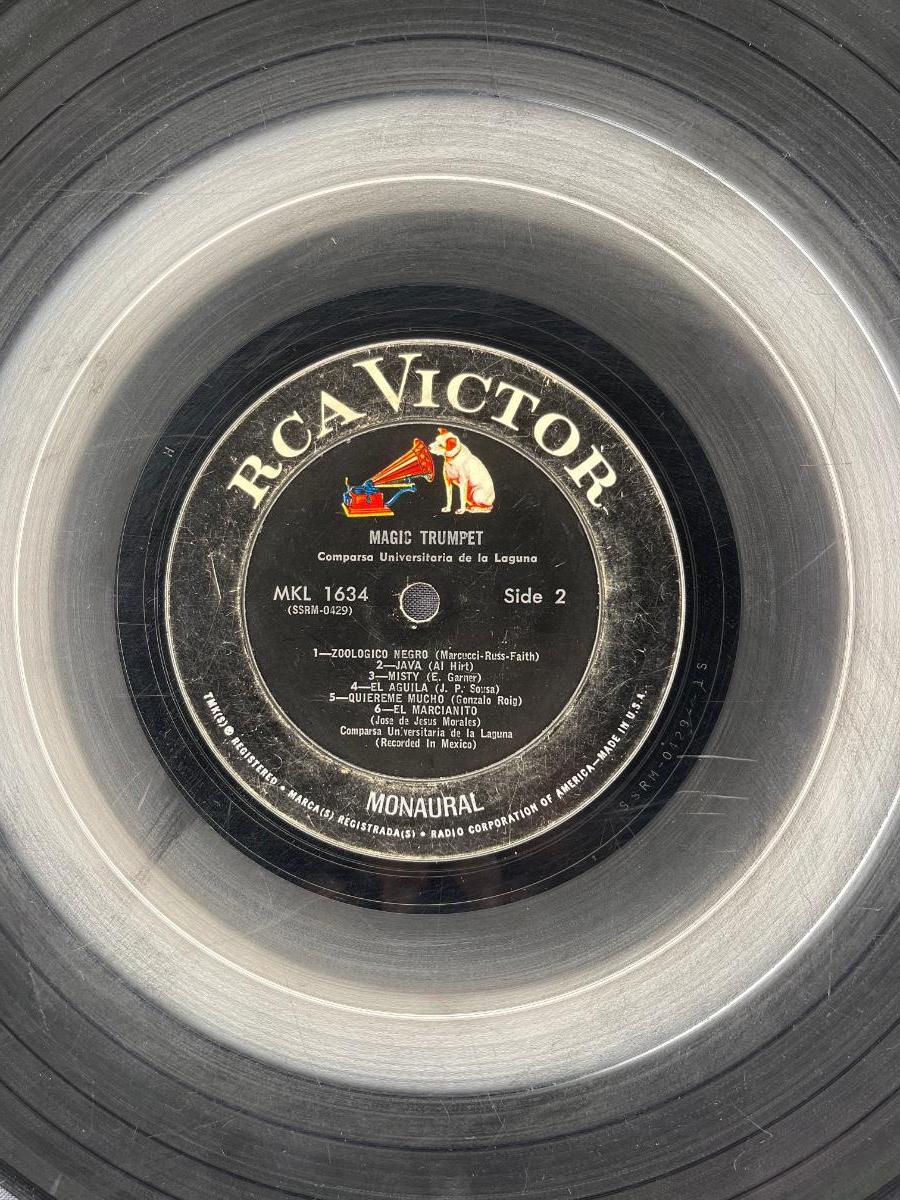 RCA VICTOR
MAGIC TRUMPET
Comparsa Universitaria de la Laguna
MKL 1634
(SSRM-0429)
Side 2
1—ZOOLOGICO NEGRO (Marcucci-Russ-Faith)
2—JAVA (Al Hirt)
3—MISTY (E. Garner)
4—EL AGUILA (J. P. Sousa)
5—QUIEREME MUCHO (Gonzalo Roig)
6—EL MARCIANITO
(Jose de Jesus Morales)
Comparsa Universitaria de la Laguna
(Recorded In Mexico)
MONAURAL
TMK(S) ® REGISTERED • MARCA(S) REGISTRADA(S) • RADIO CORPORATION OF AMERICA—MADE IN U.S.A.
SSRM-0429-1S
H